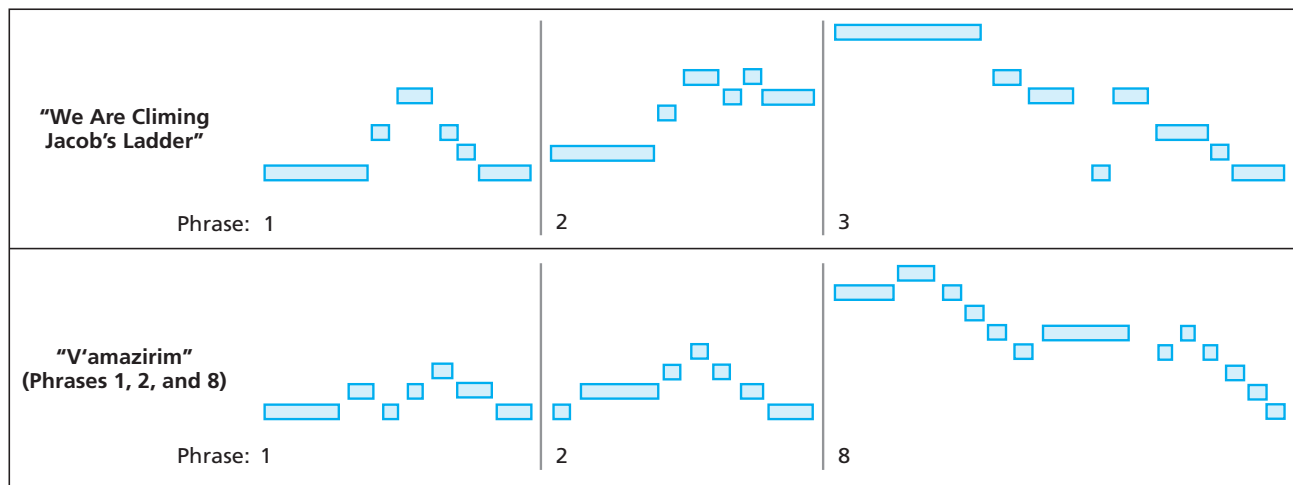 “We Are Climing
Jacob’s Ladder”
Phrase: 1 2 3
“V‘amazirim”
(Phrases 1, 2, and 8)
Phrase: 1 2 8